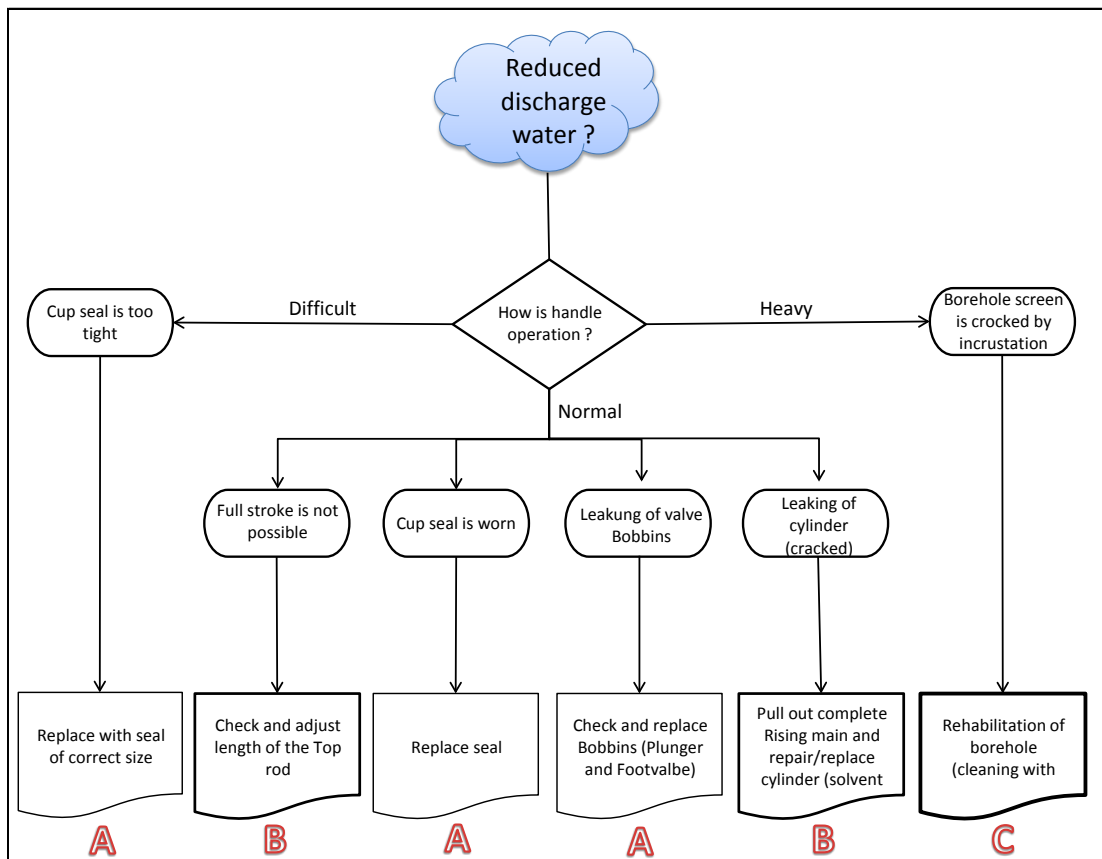 Reduced
discharge
water ?
How is handle
operation ?
Difficult
Heavy
Normal
Cup seal is too
tight
Borehole screen
is crocked by
incrustation
Full stroke is not
possible
Cup seal is worn
Leakung of valve
Bobbins
Leaking of
cylinder
(cracked)
Replace with seal
of correct size
Check and adjust
length of the Top
rod
Replace seal
Check and replace
Bobbins (Plunger
and Footvalbe)
Pull out complete
Rising main and
repair/replace
cylinder (solvent
Rehabilitation of
borehole
(cleaning with
A
B
A
A
B
C